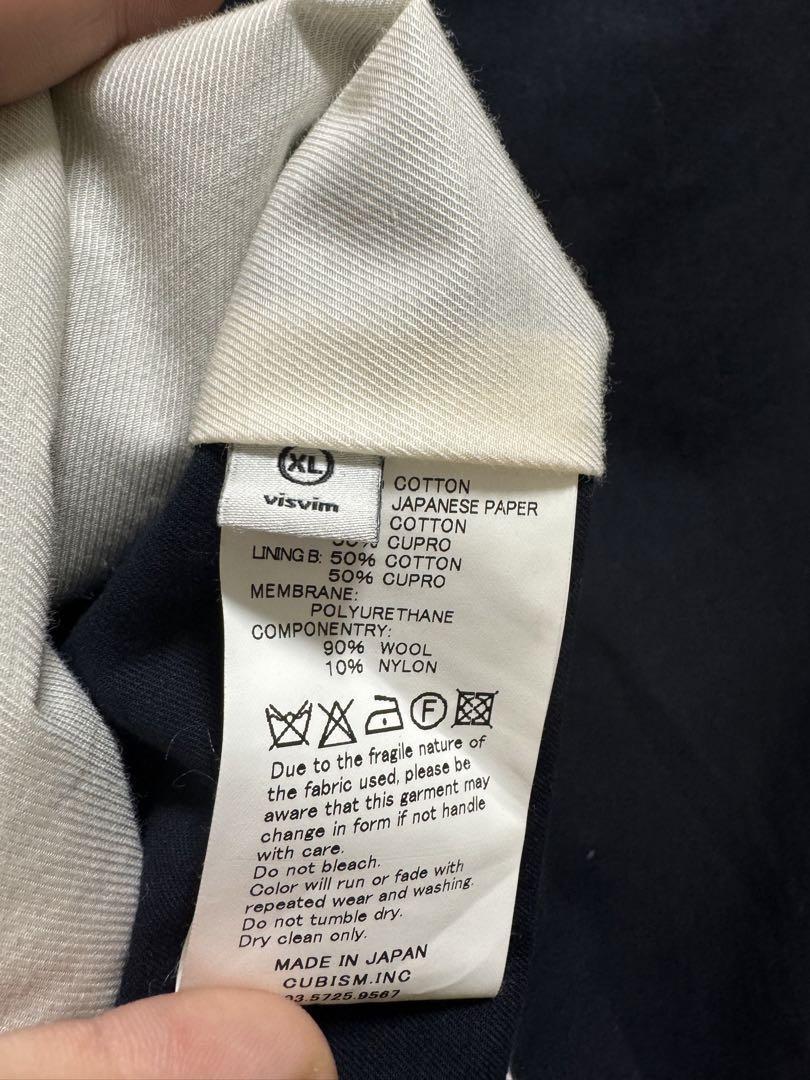 XL
visvim
COTTON
JAPANESE PAPER
COTTON
CUPRO
LINING B: 50% COTTON
50% CUPRO
MEMBRANE:
POLYURETHANE
COMPONENTRY:
90% WOOL
10% NYLON
F
Due to the fragile nature of
the fabric used, please be
aware that this garment may
change in form if not handle
with care.
Do not bleach.
Color will run or fade with
repeated wear and washing.
Do not tumble dry.
Dry clean only.
MADE IN JAPAN
CUBISM.INC
03.5725.9567